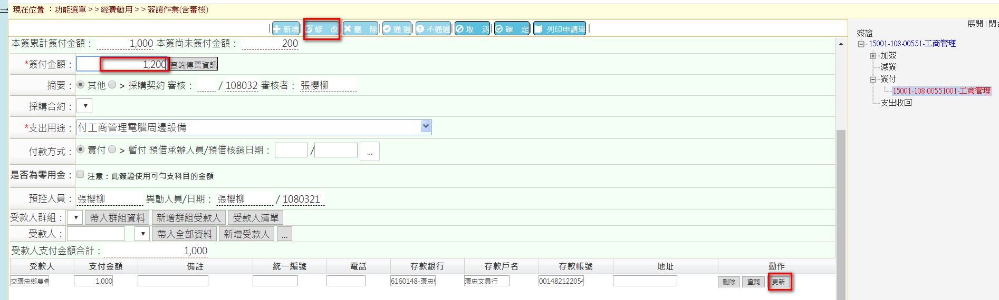 現在位置 ：功能選單 > > 經費動用 > > 簽證作業(含審核)
新增 修 改 刪 除 通過 不通過 取 消 確 定 列印申請單
展開 | 閉合
本簽累計簽付金額： 1,000 本簽尚未簽付金額： 200
*簽付金額： 1,200 查詢傳票資訊
摘要： 其他 > 採購契約 審核： / 108032 審核者： 張櫻柳
採購合約：
*支出用途： 付工商管理電腦周邊設備
付款方式： 實付 > 暫付 預借承辦人員/預借核銷日期： / ...
是否為零用金： 注意：此簽證使用可勻支科目的金額
預控人員： 張櫻柳 異動人員/日期： 張櫻柳 / 1080321
受款人群組： 帶入群組資料 新增群組受款人 受款人清單
受款人： 帶入全部資料 新增受款人 ...
受款人支付金額合計： 1,000
受款人 支付金額 備註 統一編號 電話 存款銀行 存款戶名 存款帳號 地址 動作
交褒忠鄉農會 1,000 6160148-褒忠 褒忠文具行 001482122054 刪除 查詢 更新
簽證
15001-108-00551-工商管理
加簽
減簽
簽付
15001-108-00551001-工商管理
支出收回